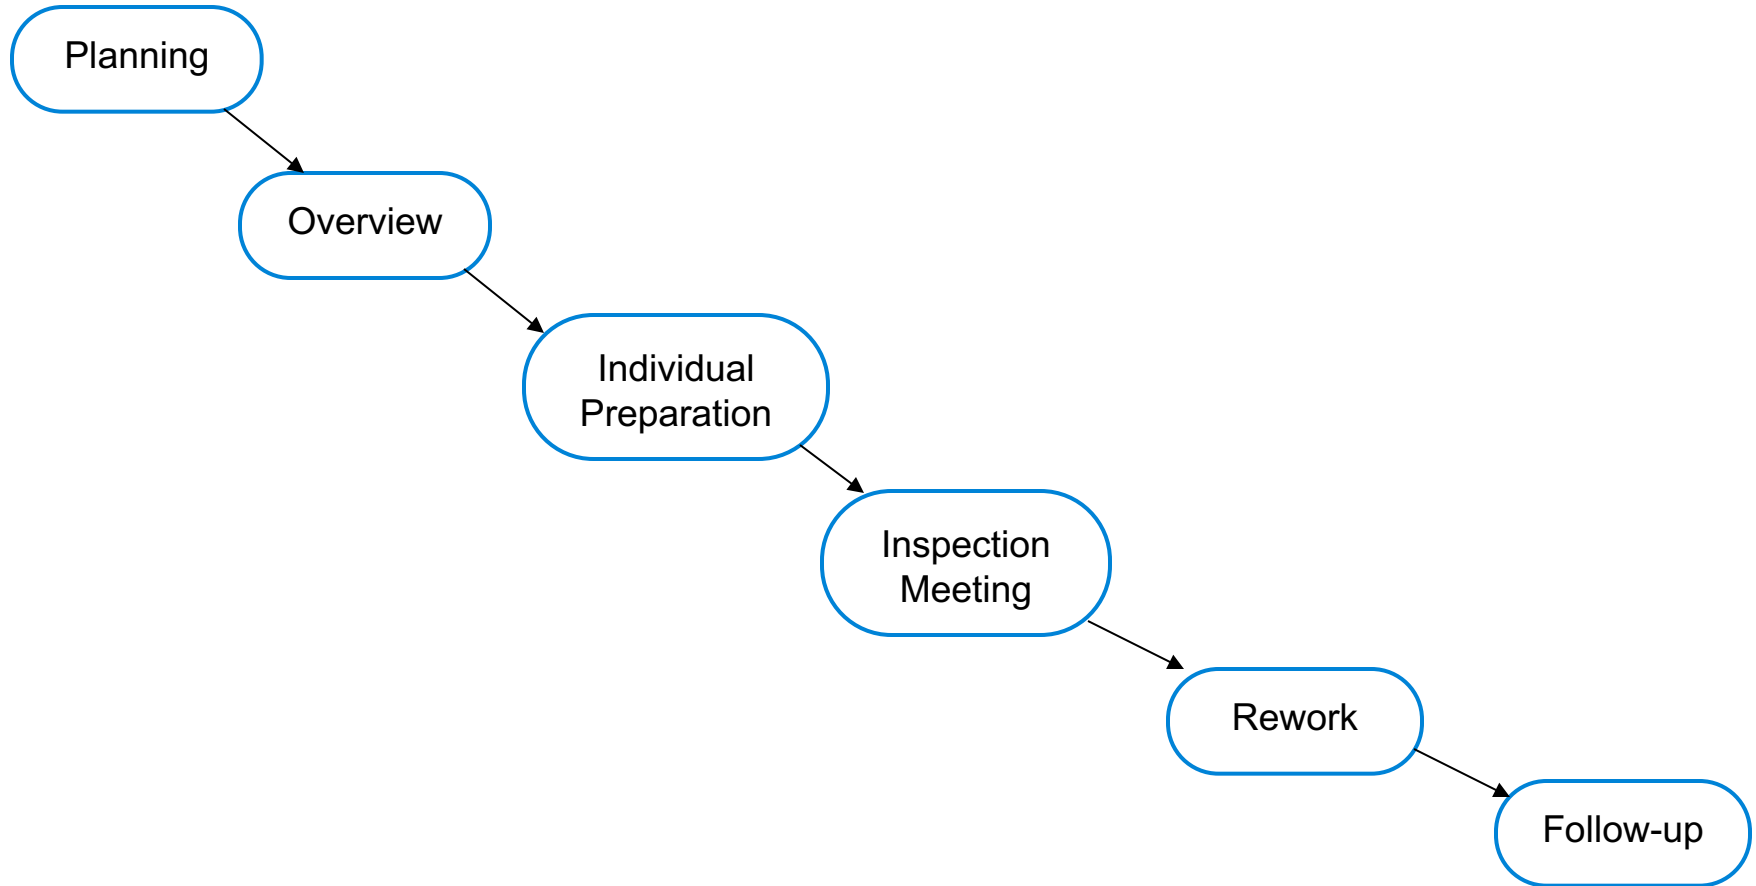 Planning
Overview
Individual
Preparation
Inspection
Meeting
Rework
Follow-up